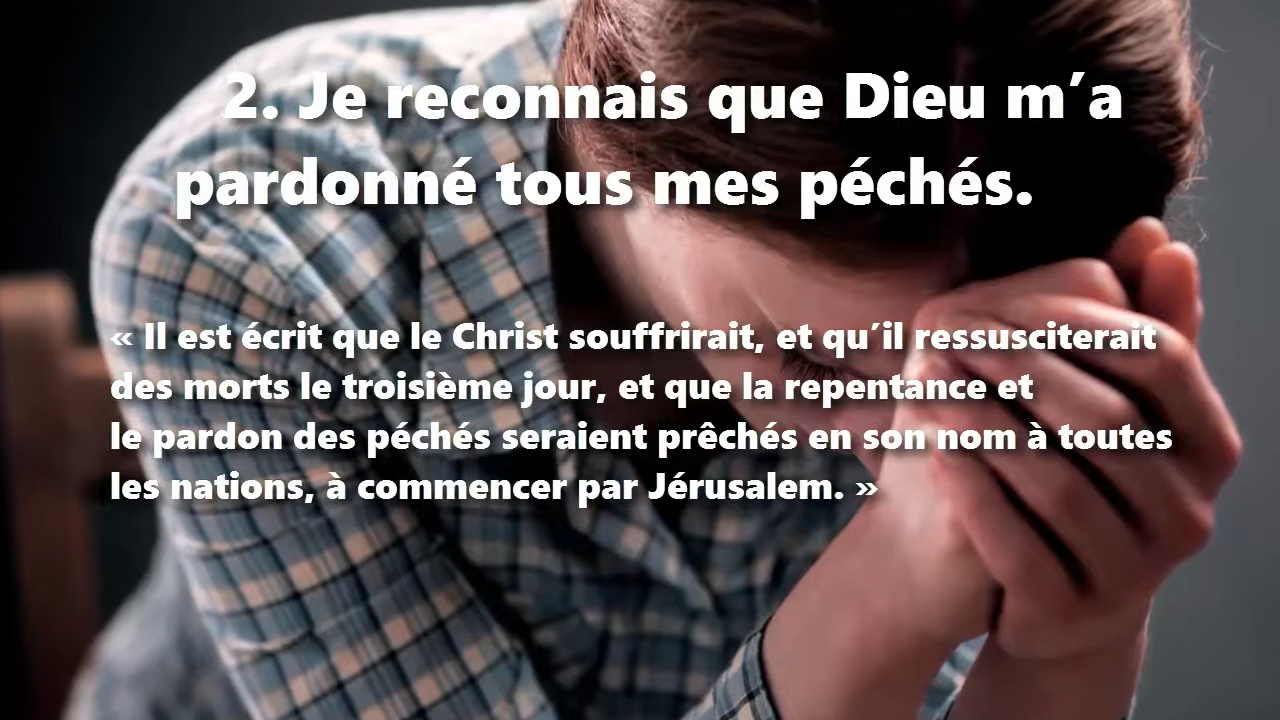 2. Je reconnais que Dieu m’a
pardonné tous mes péchés.
« Il est écrit que le Christ souffrirait, et qu’il ressusciterait
des morts le troisième jour, et que la repentance et
le pardon des péchés seraient prêchés en son nom à toutes
les nations, à commencer par Jérusalem. »